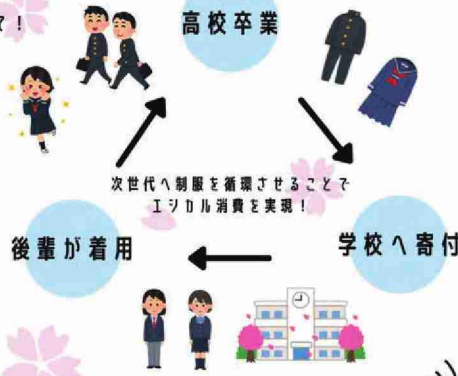 高校卒業
次世代へ制服を循環させることで
エシカル消費を実現！
後輩が着用
学校へ寄付